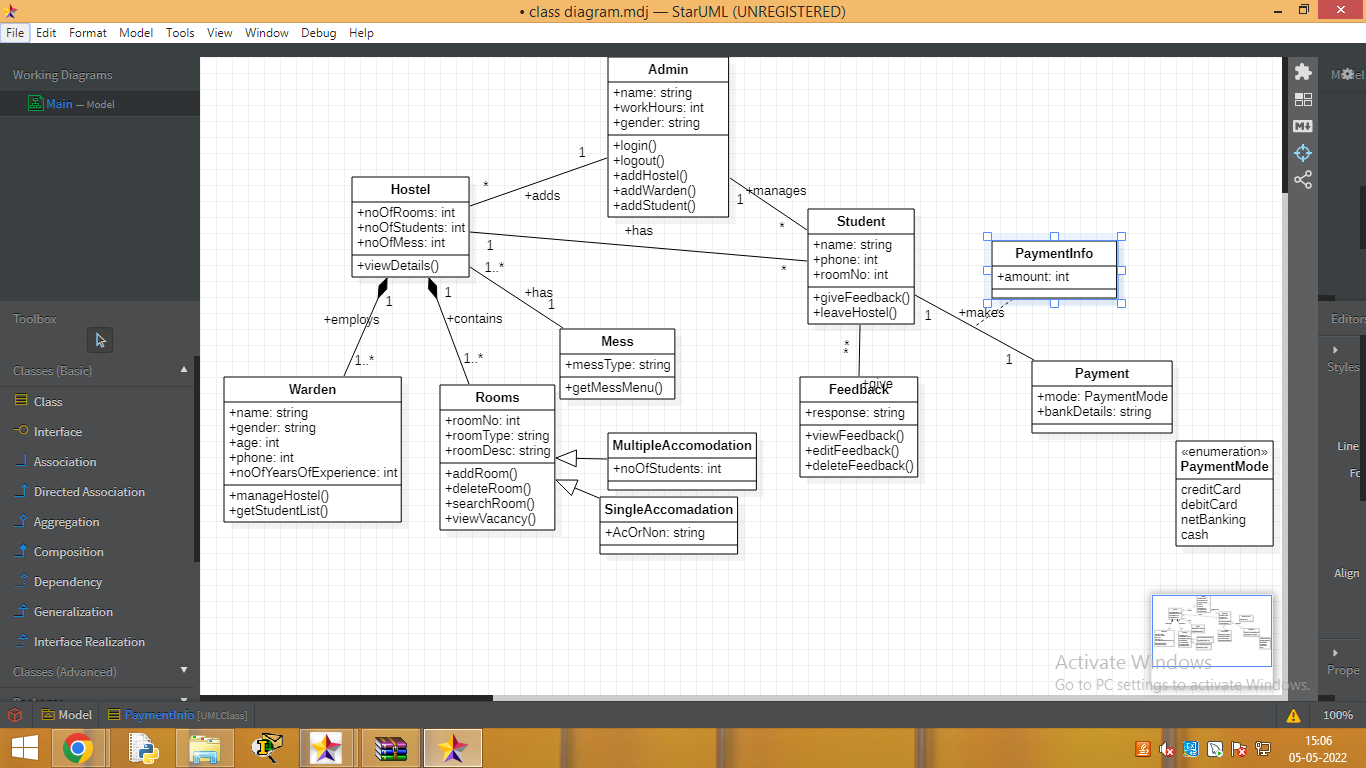 • class diagram.mdj — StarUML (UNREGISTERED)
File Edit Format Model Tools View Window Debug Help
Working Diagrams
Main — Model
Toolbox
Classes (Basic)
Class
Interface
Association
Directed Association
Aggregation
Composition
Dependency
Generalization
Interface Realization
Classes (Advanced)
Admin
+name: string
+workHours: int
+gender: string
+login()
+logout()
+addHostel()
+addWarden()
+addStudent()
1
*
+adds
Hostel
+noOfRooms: int
+noOfStudents: int
+noOfMess: int
+viewDetails()
+manages
1
*
+has
1
*
Student
+name: string
+phone: int
+roomNo: int
+giveFeedback()
+leaveHostel()
PaymentInfo
+amount: int
+makes
1
1
1..*
+has
1
1
+employs
1..*
1
+contains
1..*
Mess
+messType: string
+getMessMenu()
*
*
+give
Payment
+mode: PaymentMode
+bankDetails: string
Warden
+name: string
+gender: string
+age: int
+phone: int
+noOfYearsOfExperience: int
+manageHostel()
+getStudentList()
Rooms
+roomNo: int
+roomType: string
+roomDesc: string
+addRoom()
+deleteRoom()
+searchRoom()
+viewVacancy()
MultipleAccomodation
+noOfStudents: int
SingleAccomadation
+AcOrNon: string
Feedback
+response: string
+viewFeedback()
+editFeedback()
+deleteFeedback()
«enumeration»
PaymentMode
creditCard
debitCard
netBanking
cash
Editor
Styles
Line
Fo
Align
Prope
Activate Windows
Go to PC settings to activate Windows.
Model PaymentInfo [UMLClass]
100%
15:06
05-05-2022